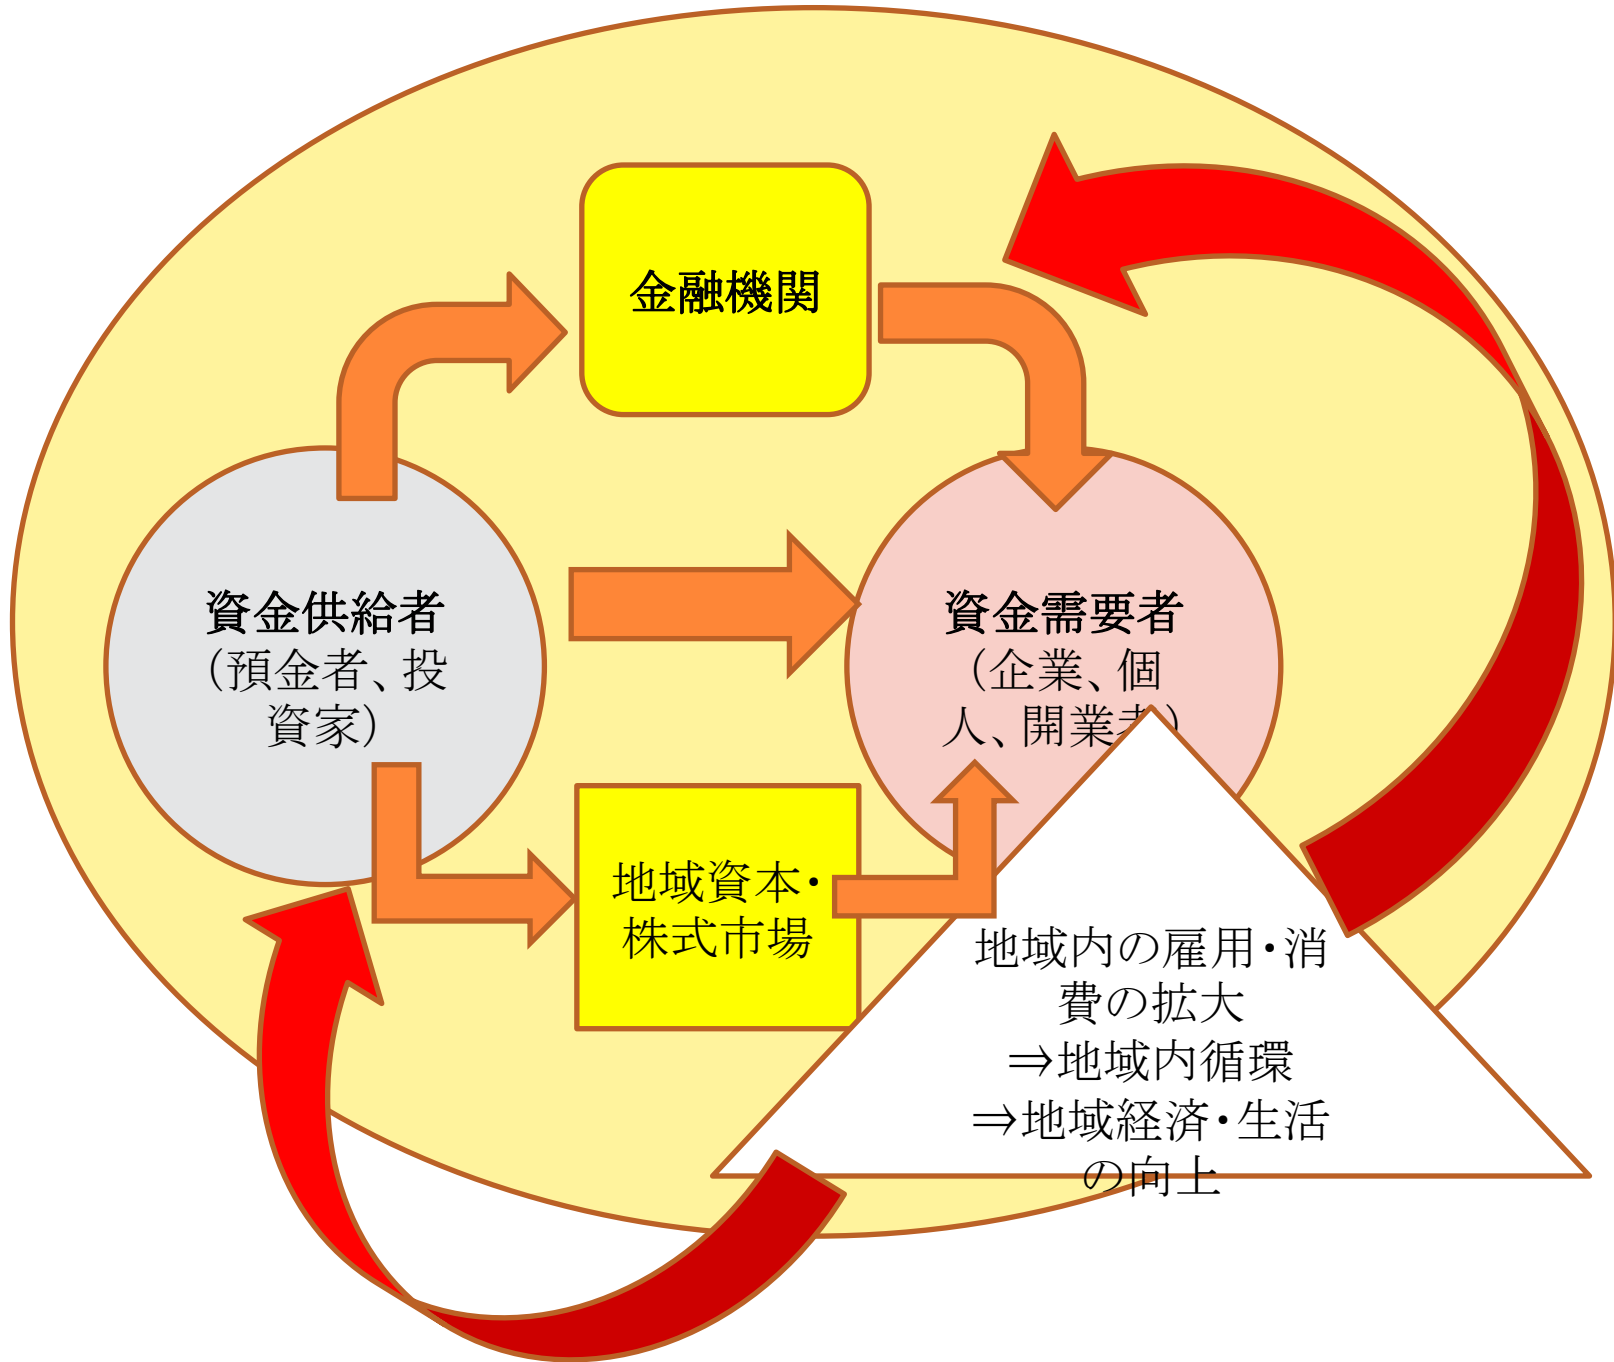 金融機関
資金供給者
（預金者、投
資家）
資金需要者
（企業、個
人、開業者）
地域資本・
株式市場
地域内の雇用・消
費の拡大
⇒地域内循環
⇒地域経済・生活
の向上